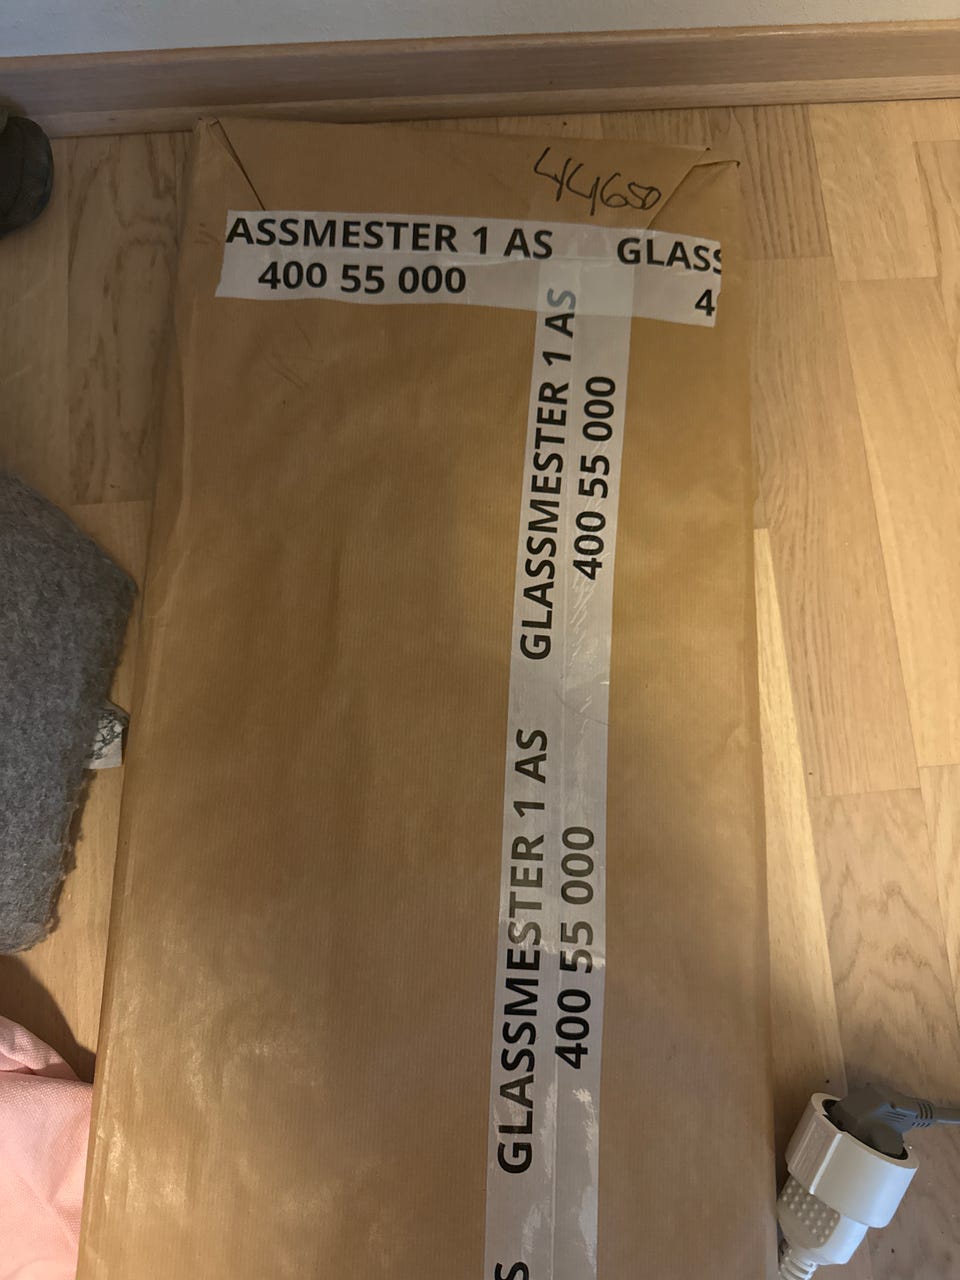 44650
ASSMESTER 1 AS GLASS
400 55 000 4
GLASSMESTER 1 AS
400 55 000
GLASSMESTER 1 AS
400 55 000
S